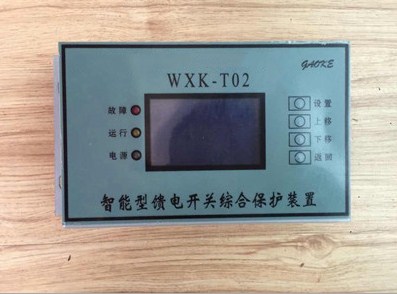 GAOKE
WXK-T02
故障
运行
电源
设置
上移
下移
返回
智能型馈电开关综合保护装置